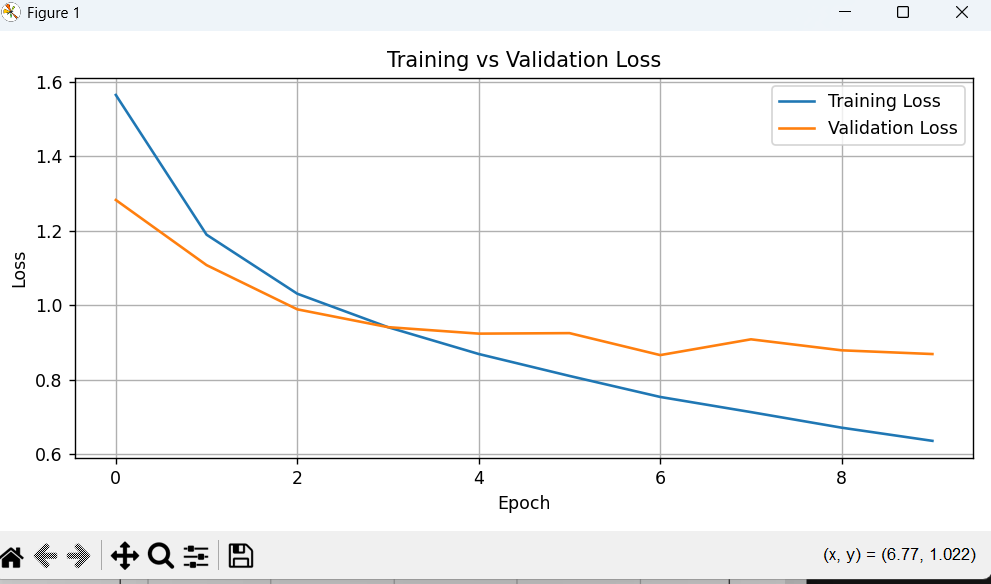 Figure 1
Training vs Validation Loss
1.6
1.4
1.2
1.0
0.8
0.6
Loss
Training Loss
Validation Loss
0 2 4 6 8
Epoch
(x, y) = (6.77, 1.022)